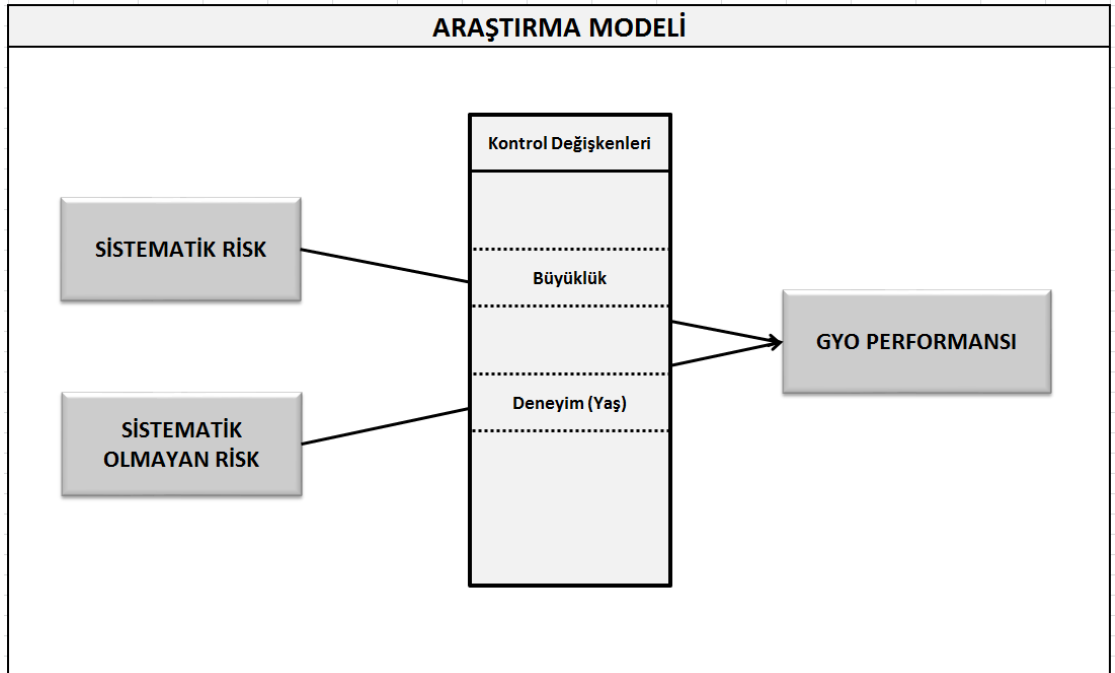 ARAŞTIRMA MODELİ
Kontrol Değişkenleri
SİSTEMATİK RİSK
Büyüklük
GYO PERFORMANSI
Deneyim (Yaş)
SİSTEMATİK
OLMAYAN RİSK